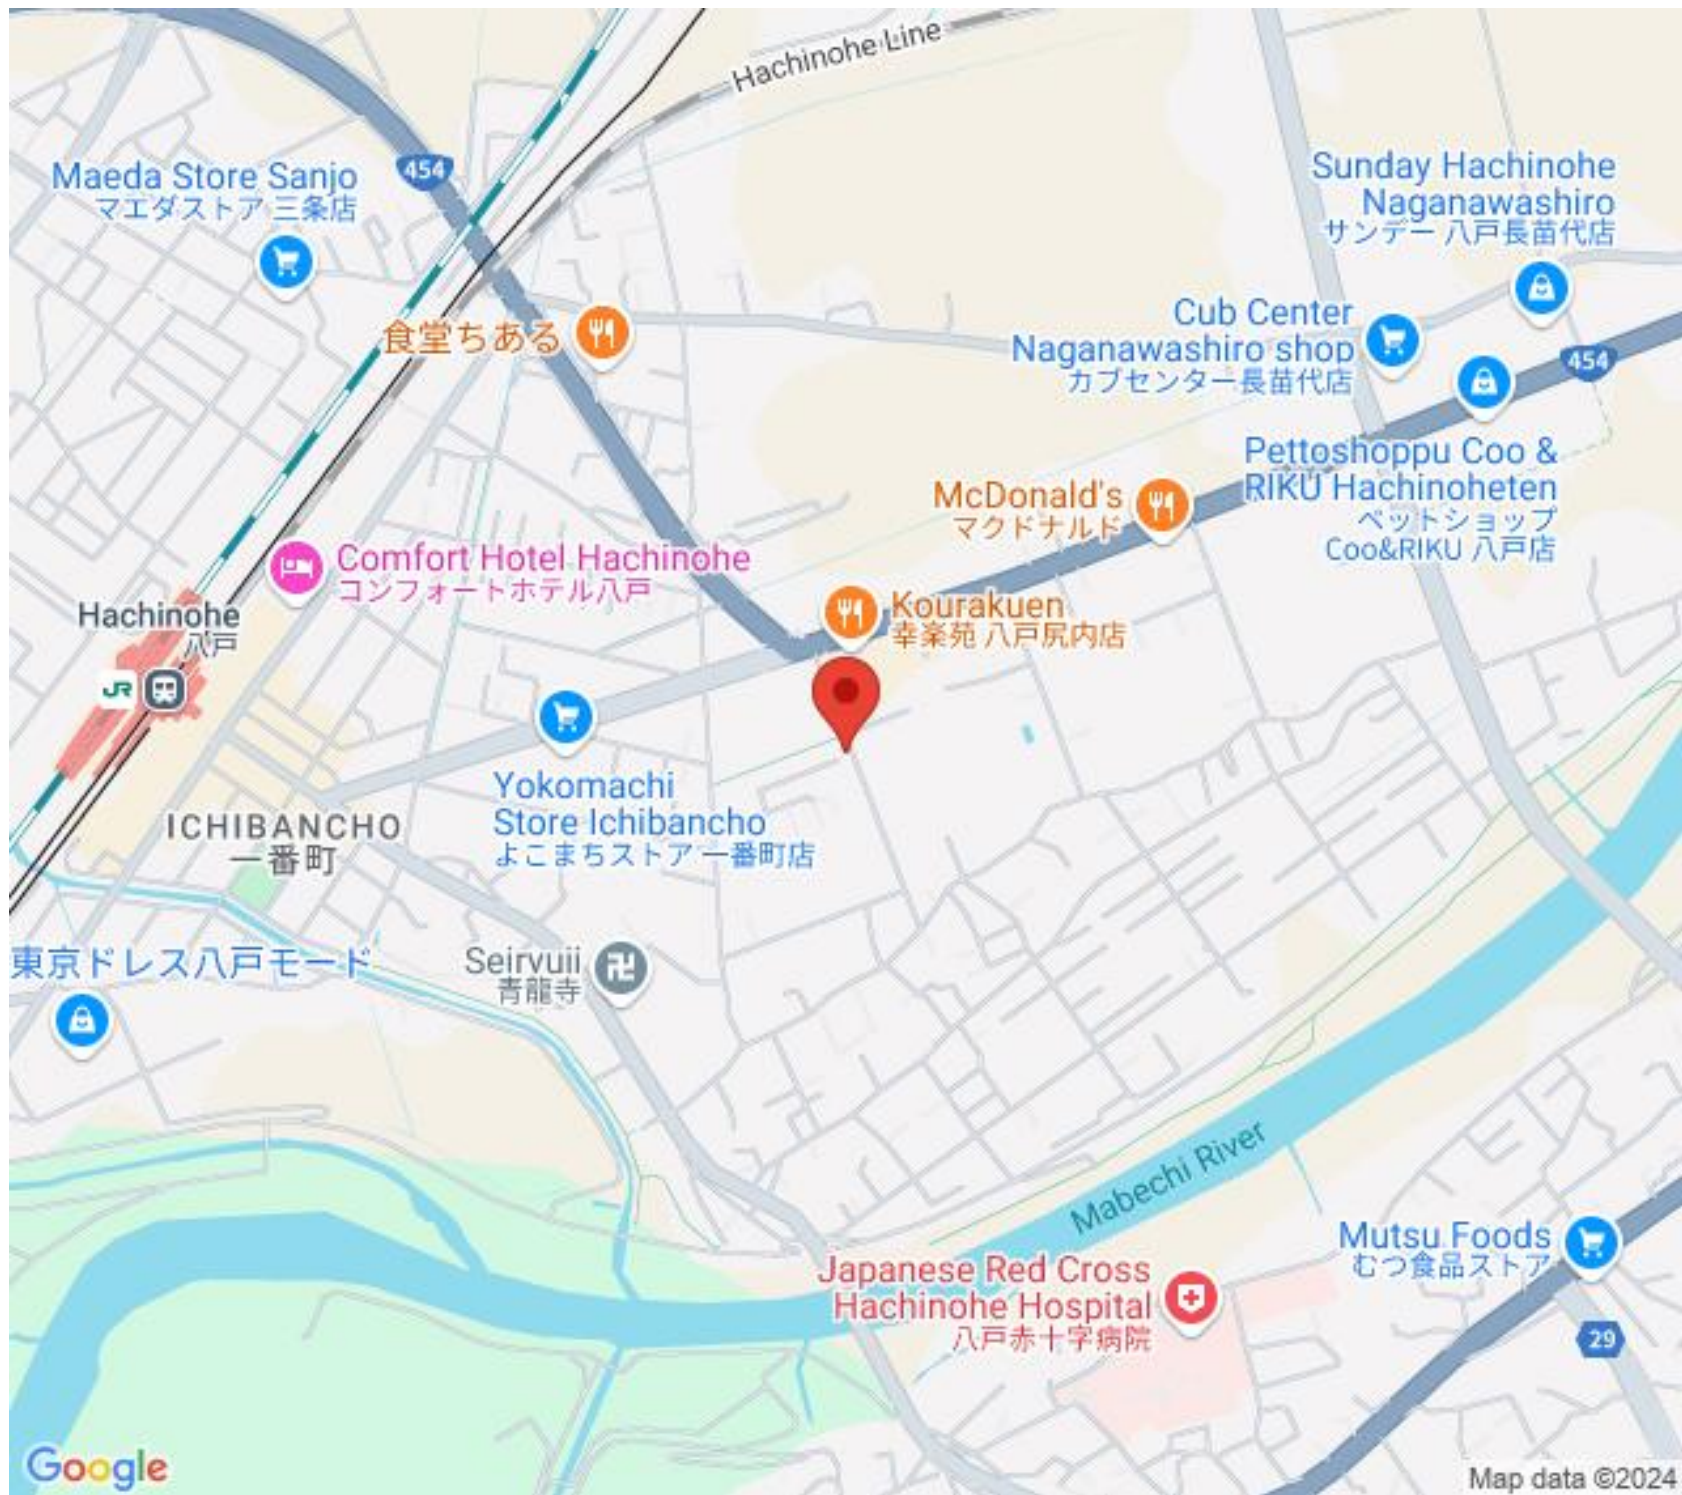 Hachinohe Line
454
Maeda Store Sanjo
マエダストア 三条店
Sunday Hachinohe
Naganawashiro
サンデー 八戸長苗代店
食堂ちある
Cub Center
Naganawashiro shop
カブセンター長苗代店
454
Pettoshoppu Coo &
RIKU Hachinoheten
ペットショップ
Coo&RIKU 八戸店
McDonald's
マクドナルド
Comfort Hotel Hachinohe
コンフォートホテル八戸
Kourakuen
幸楽苑 八戸尻内店
Hachinohe
八戸
JR
Yokomachi
Store Ichibancho
よこまちストア 一番町店
ICHIBANCHO
一番町
東京ドレス八戸モード
Seiryuji
青龍寺
Mabechi River
Mutsu Foods
むつ食品ストア
Japanese Red Cross
Hachinohe Hospital
八戸赤十字病院
29
Google
Map data ©2024